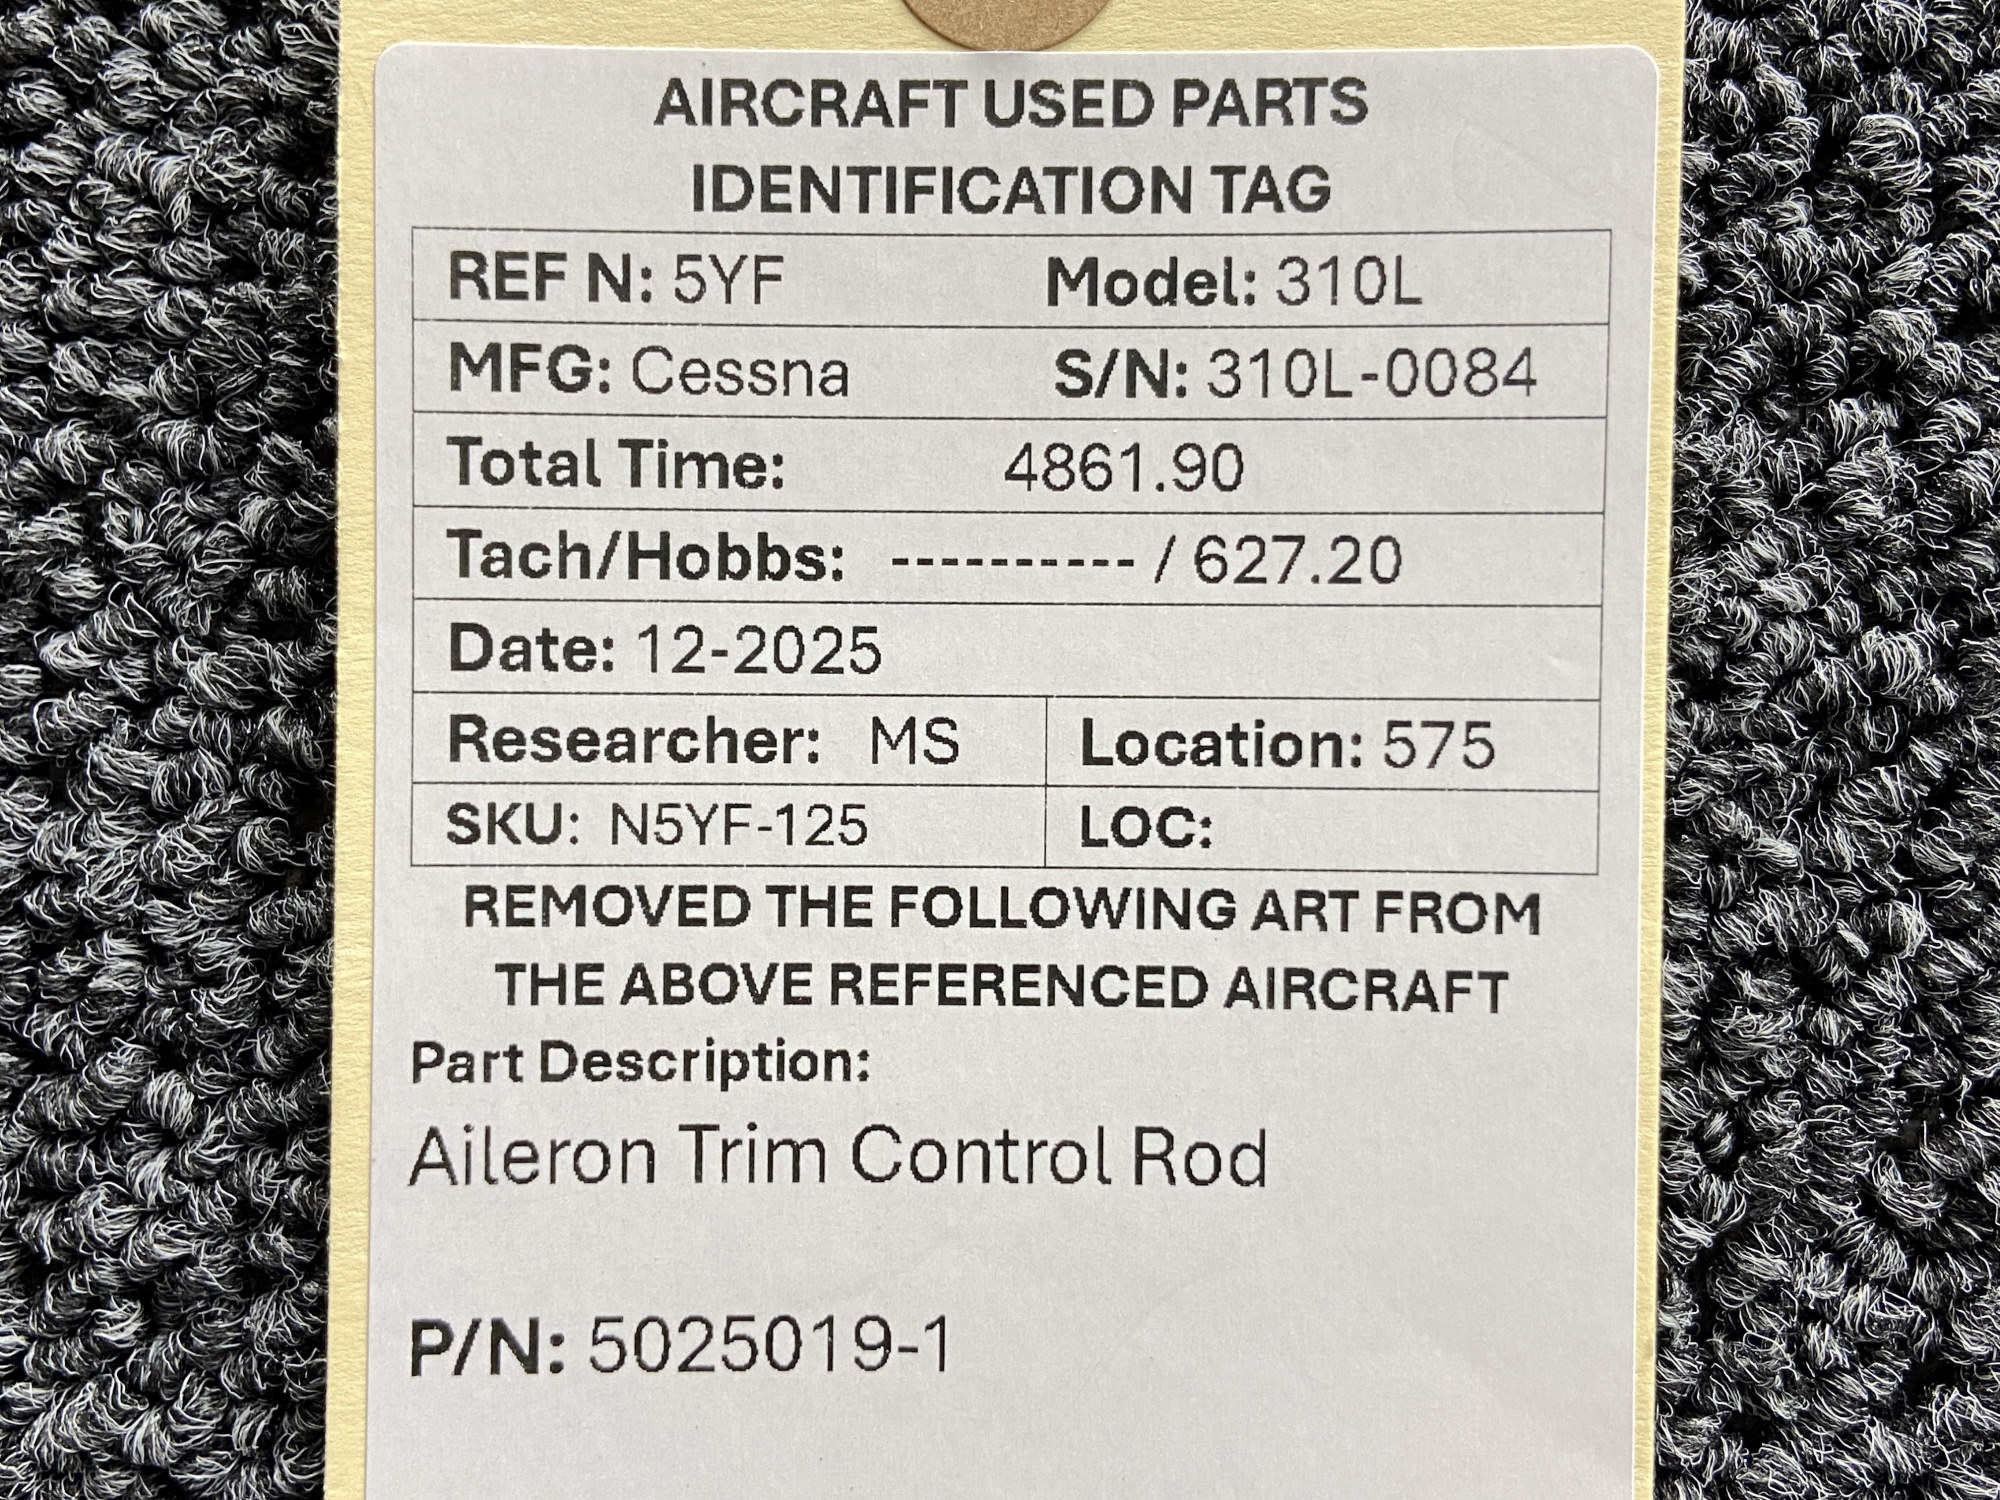 AIRCRAFT USED PARTS
IDENTIFICATION TAG
REF N: 5YF Model: 310L
MFG: Cessna S/N: 310L-0084
Total Time: 4861.90
Tach/Hobbs: ---------- / 627.20
Date: 12-2025
Researcher: MS Location: 575
SKU: N5YF-125 LOC:
REMOVED THE FOLLOWING ART FROM
THE ABOVE REFERENCED AIRCRAFT
Part Description:
Aileron Trim Control Rod
P/N: 5025019-1